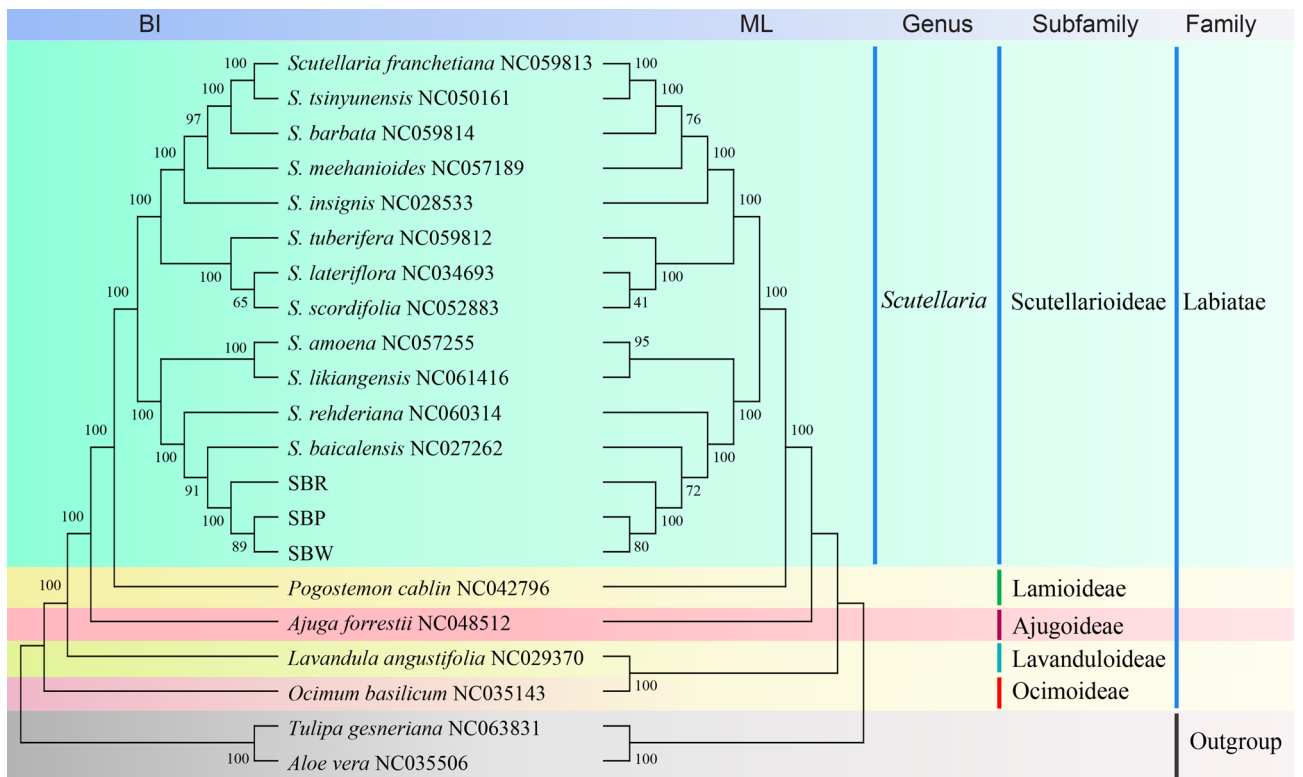 BI ML Genus Subfamily Family
100 Scutellaria franchetiana NC059813 100
100 100
S. tsinyunensis NC050161
97 S. barbata NC059814 76
100 100
S. meehanioides NC057189
100 S. insignis NC028533 100
S. tuberifera NC059812
100 S. lateriflora NC034693 100
100 100
65 S. scordifolia NC052883 41
Scutellaria Scutellarioideae Labiatae
100 S. amoena NC057255 95
S. likiangensis NC061416
100 S. rehderiana NC060314 100
100 100
100 S. baicalensis NC027262 100
91 SBR 72
100 SBP 100
100
89 SBW 80
100 Pogostemon cablin NC042796 Lamioideae
Ajuga forrestii NC048512 Ajugoideae
Lavandula angustifolia NC029370 Lavanduloideae
100
Ocimum basilicum NC035143 Ocimoideae
Tulipa gesneriana NC063831
Outgroup
100 Aloe vera NC035506 100